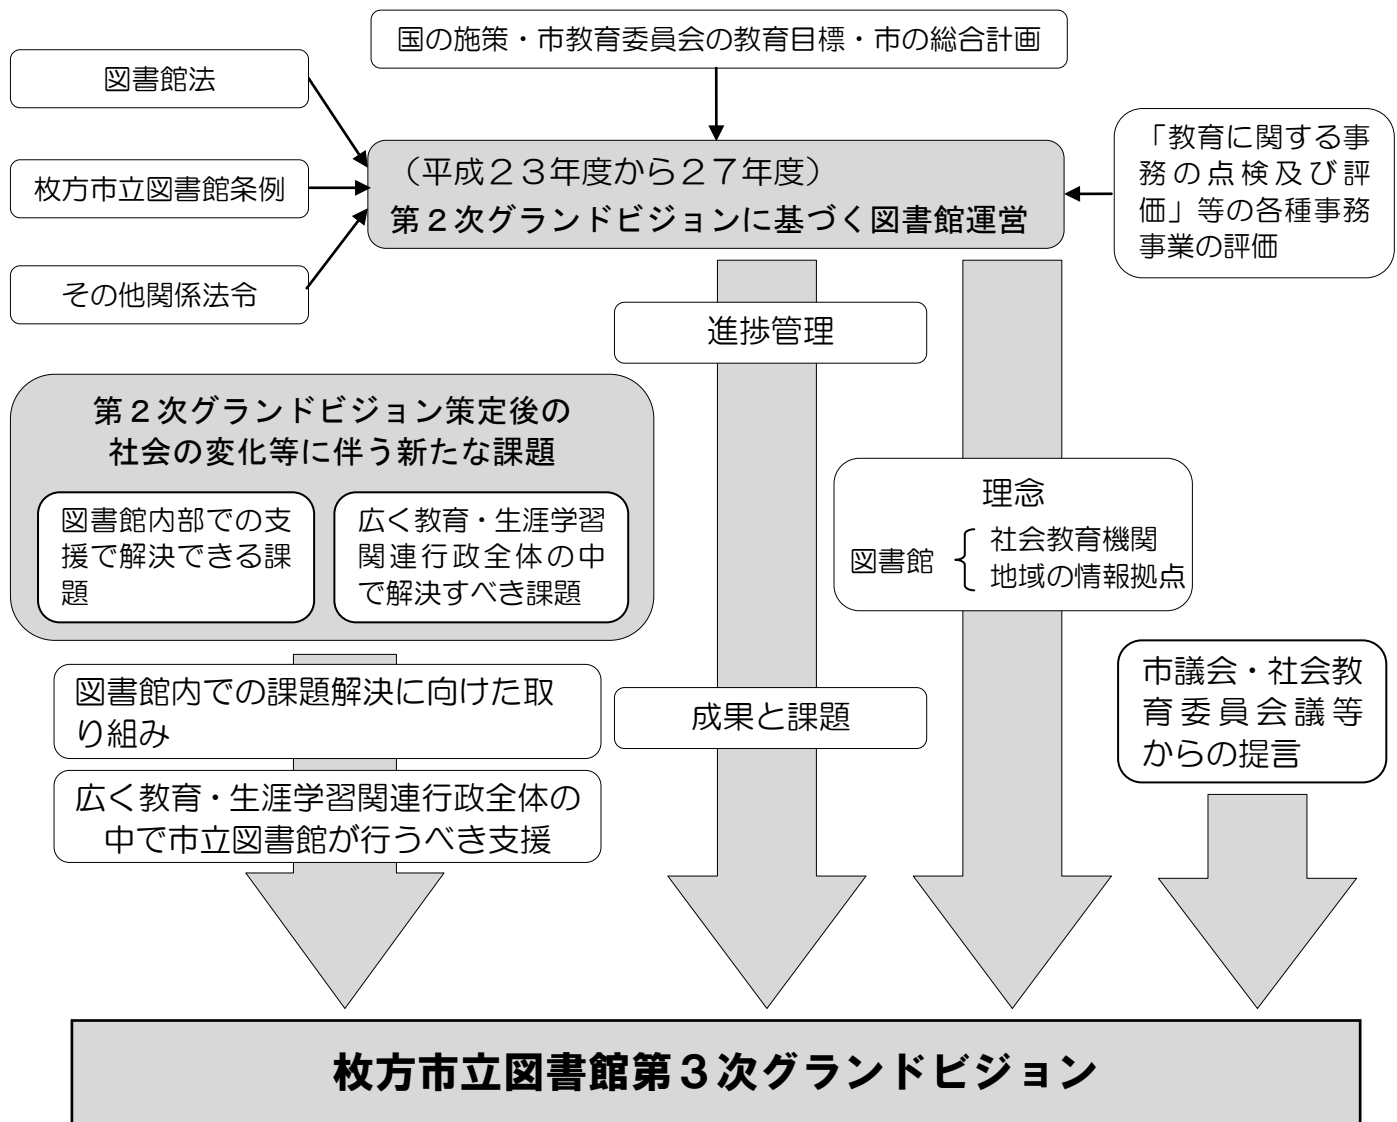 国の施策・市教育委員会の教育目標・市の総合計画
図書館法
枚方市立図書館条例
その他関係法令
（平成２３年度から２７年度）
第２次グランドビジョンに基づく図書館運営
「教育に関する事
務の点検及び評
価」等の各種事務
事業の評価
進捗管理
第２次グランドビジョン策定後の
社会の変化等に伴う新たな課題
図書館内部での支
援で解決できる課
題
広く教育・生涯学習
関連行政全体の中
で解決すべき課題
理念
図書館
社会教育機関
地域の情報拠点
図書館内での課題解決に向けた取
り組み
広く教育・生涯学習関連行政全体の
中で市立図書館が行うべき支援
成果と課題
市議会・社会教
育委員会議等
からの提言
枚方市立図書館第３次グランドビジョン